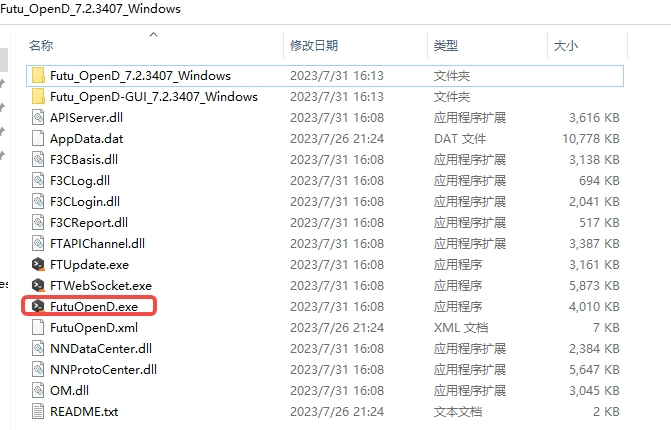 Futu_OpenD_7.2.3407_Windows
名称 修改日期 类型 大小
Futu_OpenD_7.2.3407_Windows 2023/7/31 16:13 文件夹
Futu_OpenD-GUI_7.2.3407_Windows 2023/7/31 16:13 文件夹
APIServer.dll 2023/7/31 16:08 应用程序扩展 3,616 KB
AppData.dat 2023/7/26 21:24 DAT 文件 10,778 KB
F3CBasis.dll 2023/7/31 16:08 应用程序扩展 3,138 KB
F3CLog.dll 2023/7/31 16:08 应用程序扩展 694 KB
F3CLogin.dll 2023/7/31 16:08 应用程序扩展 2,041 KB
F3CReport.dll 2023/7/31 16:08 应用程序扩展 517 KB
FTAPIChannel.dll 2023/7/31 16:08 应用程序扩展 3,387 KB
FTUpdate.exe 2023/7/31 16:08 应用程序 3,161 KB
FTWebSocket.exe 2023/7/31 16:08 应用程序 5,873 KB
FutuOpenD.exe 2023/7/31 16:08 应用程序 4,010 KB
FutuOpenD.xml 2023/7/26 21:24 XML 文档 7 KB
NNDataCenter.dll 2023/7/31 16:08 应用程序扩展 2,384 KB
NNProtoCenter.dll 2023/7/31 16:08 应用程序扩展 5,647 KB
OM.dll 2023/7/31 16:08 应用程序扩展 3,045 KB
README.txt 2023/7/26 21:24 文本文档 2 KB